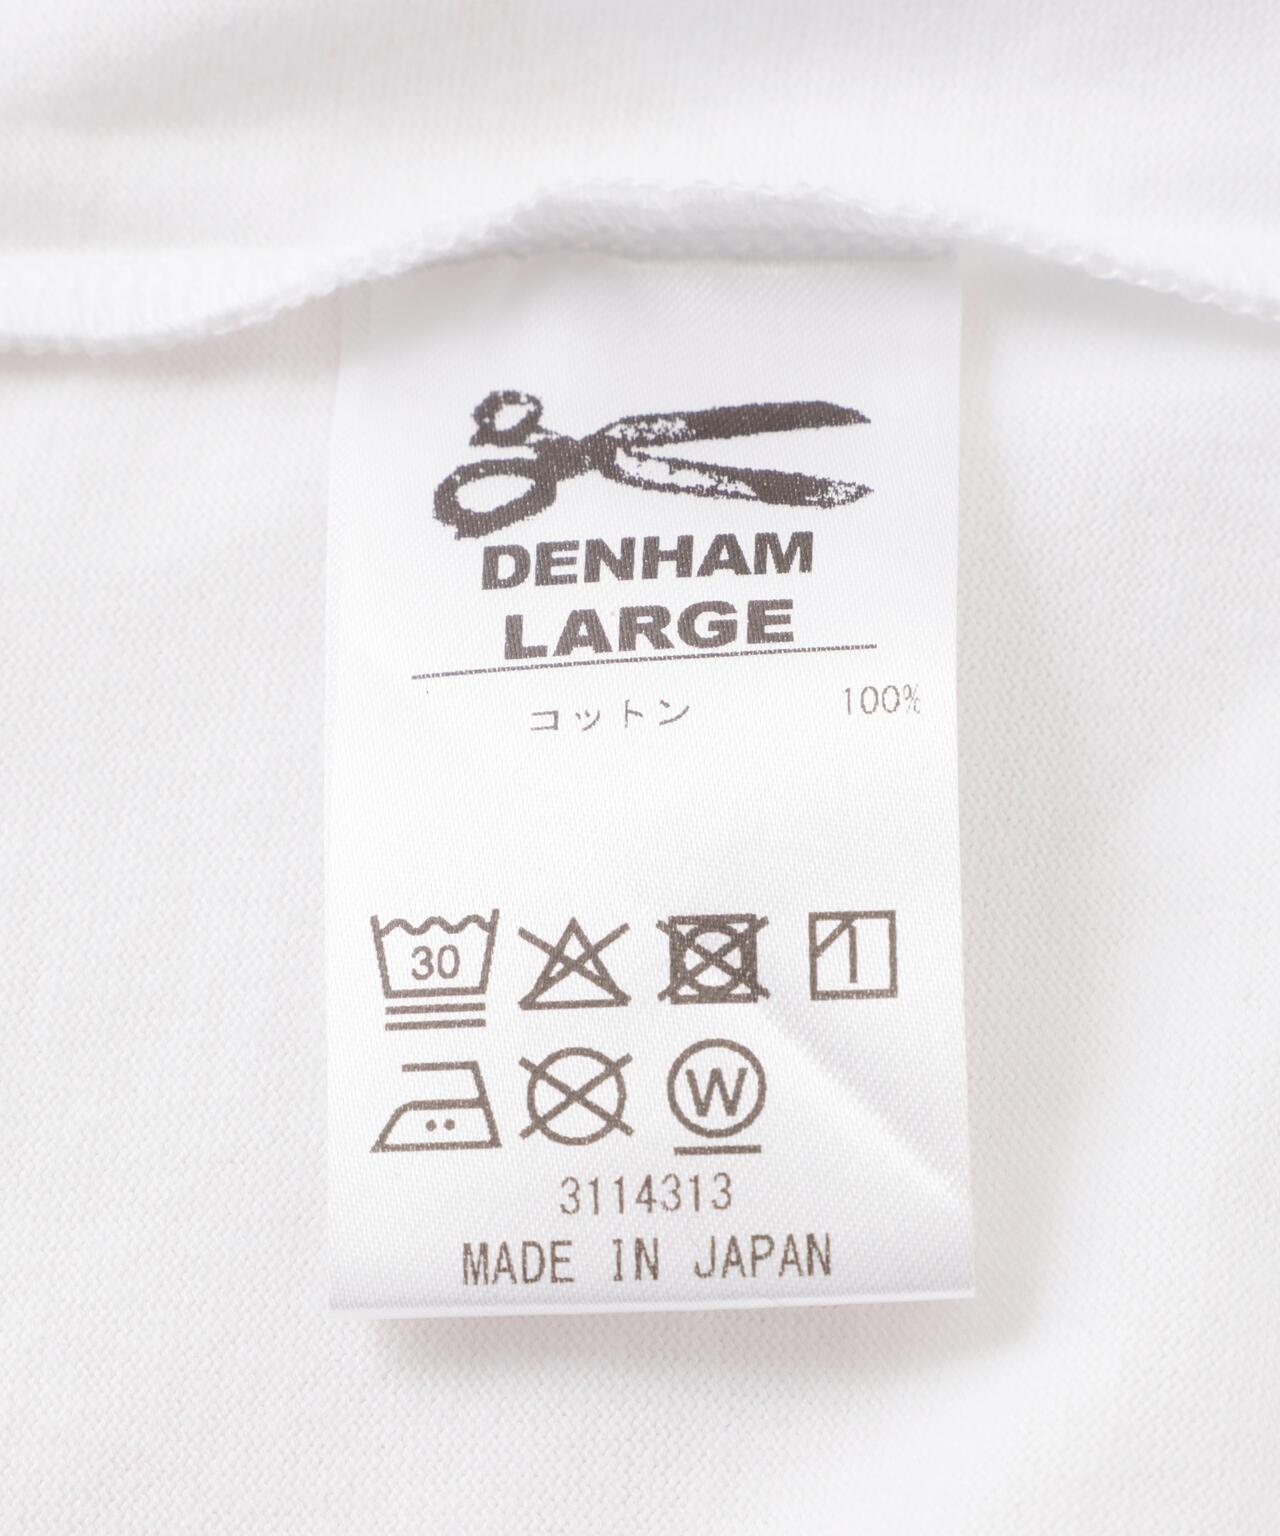 DENHAM
LARGE
コットン 100%
30
W
3114313
MADE IN JAPAN